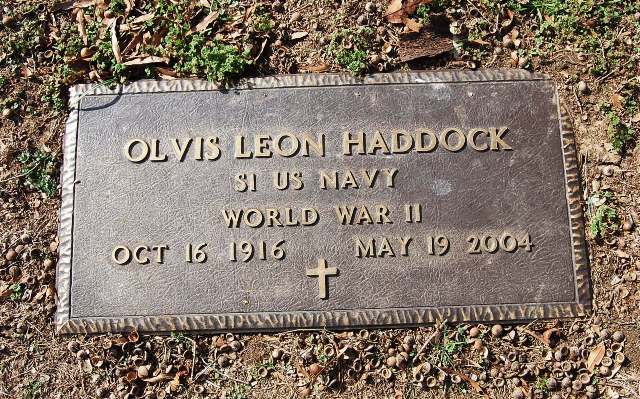 OLVIS LEON HADDOCK
S1 US NAVY
WORLD WAR II
OCT 16 1916 MAY 19 2004